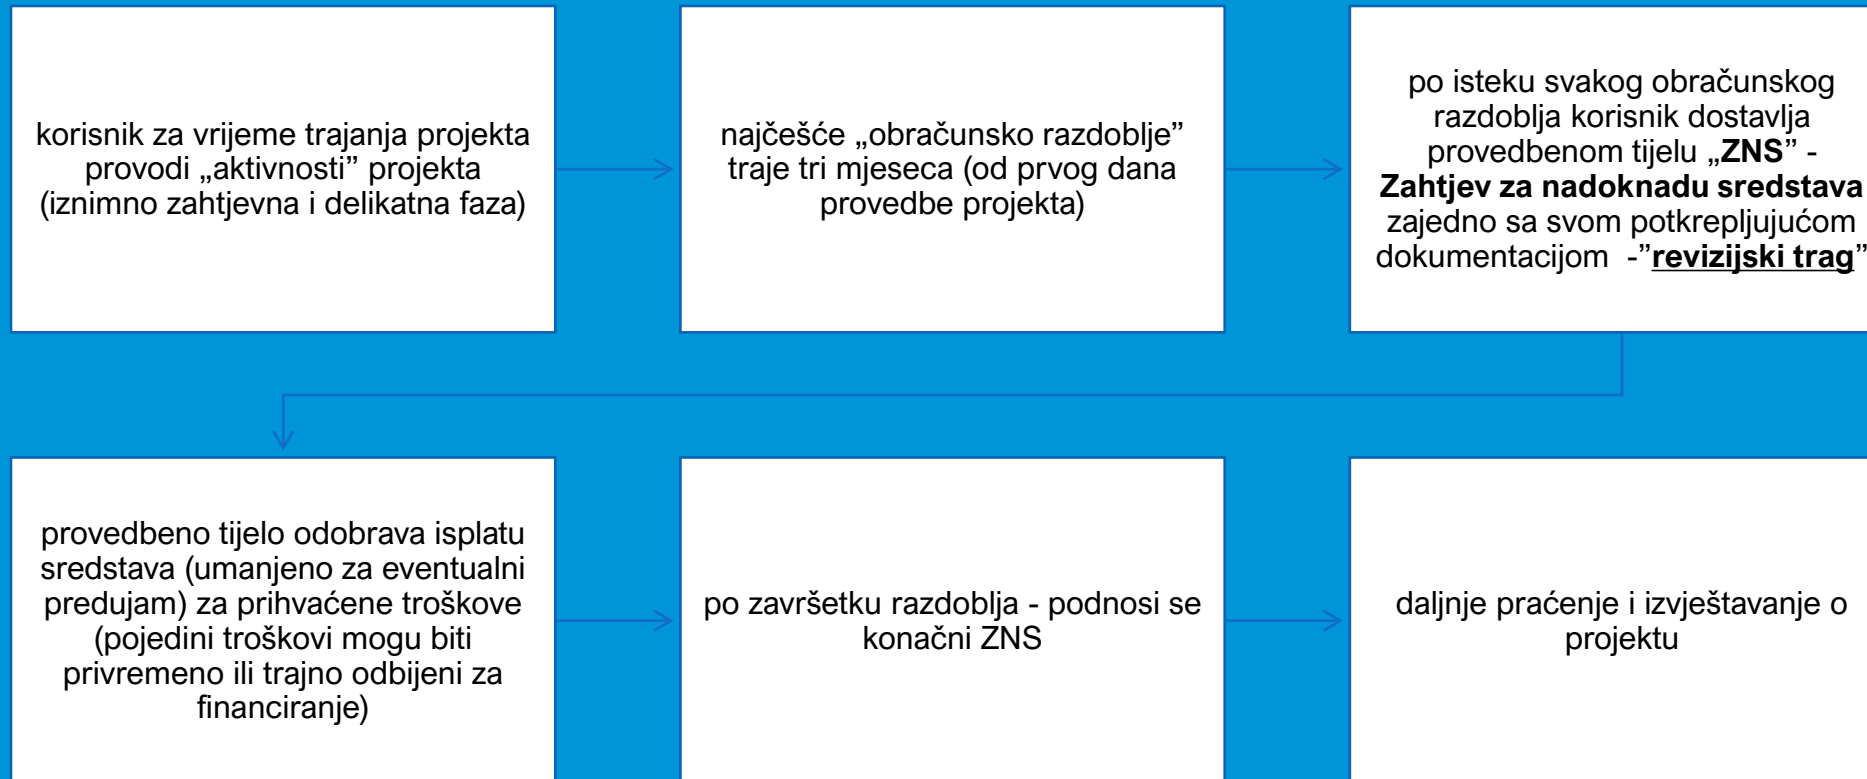 korisnik za vrijeme trajanja projekta
provodi „aktivnosti” projekta
(iznimno zahtjevna i delikatna faza)
najčešće „obračunsko razdoblje”
traje tri mjeseca (od prvog dana
provedbe projekta)
po isteku svakog obračunskog
razdoblja korisnik dostavlja
provedbenom tijelu „ZNS” -
Zahtjev za nadoknadu sredstava
zajedno sa svom potkrepljujućom
dokumentacijom -”revizijski trag”
provedbeno tijelo odobrava isplatu
sredstava (umanjeno za eventualni
predujam) za prihvaćene troškove
(pojedini troškovi mogu biti
privremeno ili trajno odbijeni za
financiranje)
po završetku razdoblja - podnosi se
konačni ZNS
daljnje praćenje i izvještavanje o
projektu